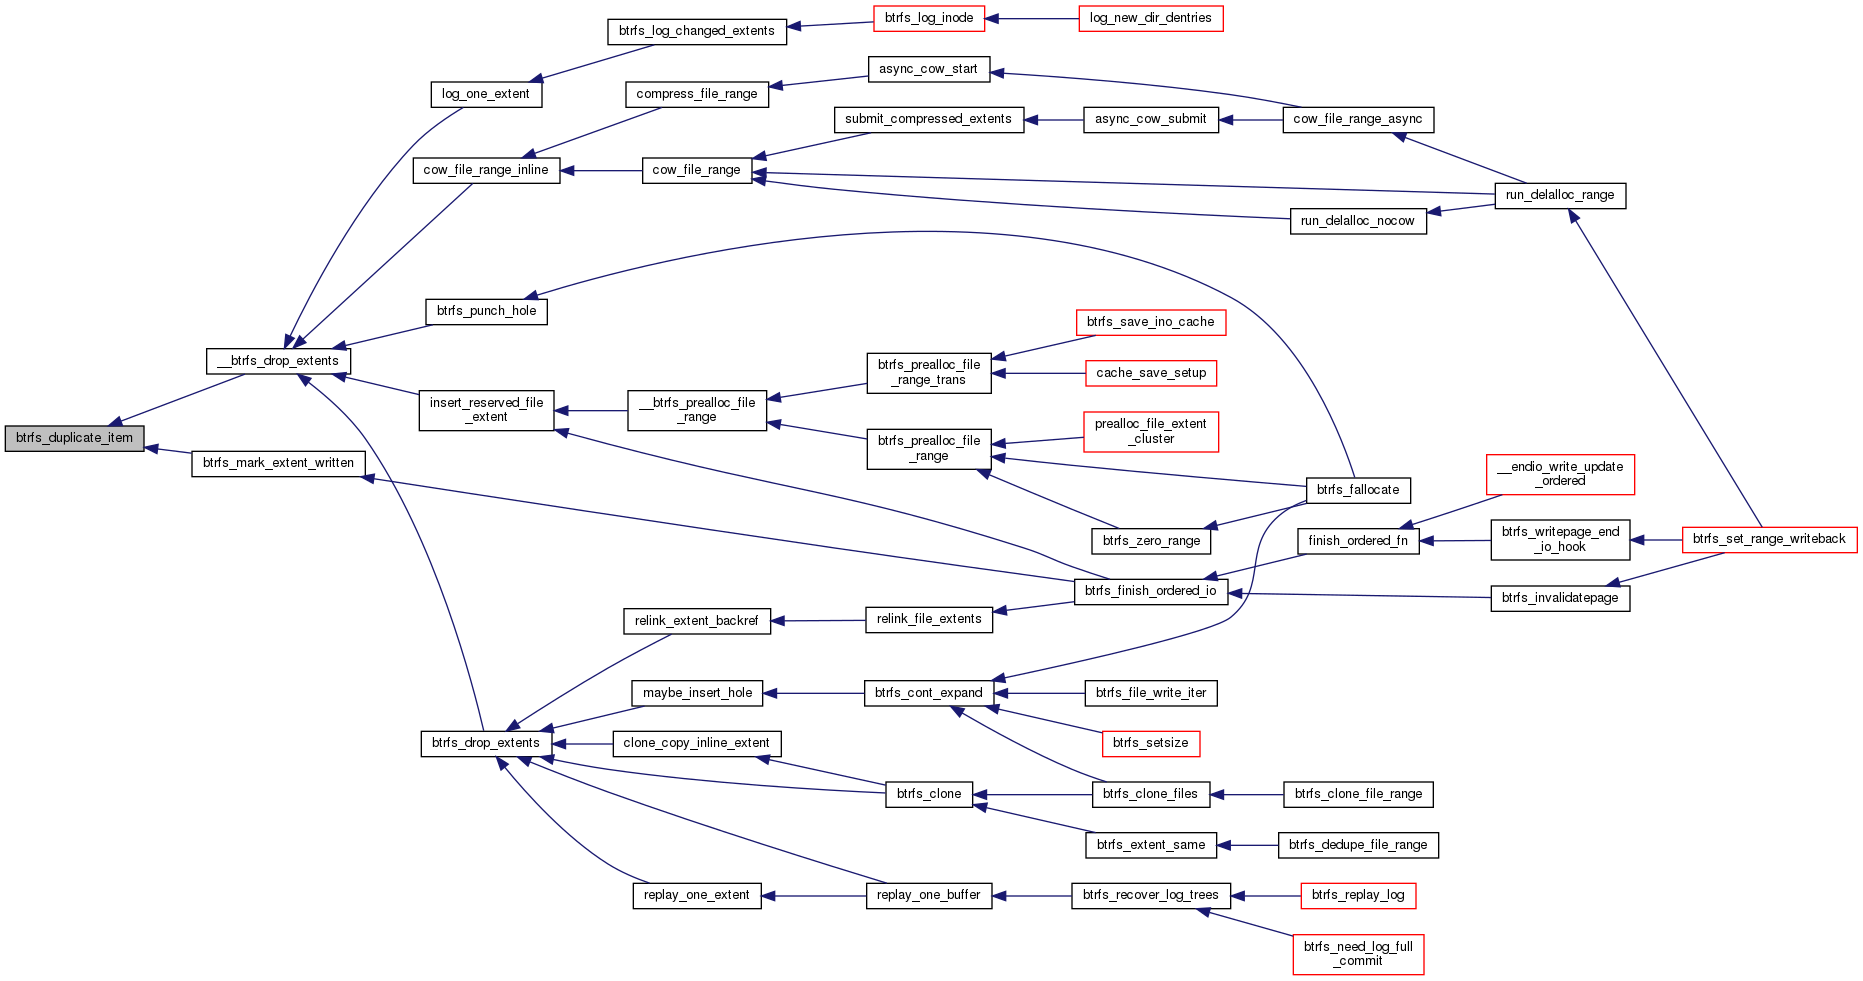 btrfs_log_inode
log_new_dir_dentries
btrfs_log_changed_extents
async_cow_start
log_one_extent
compress_file_range
submit_compressed_extents
async_cow_submit
cow_file_range_async
cow_file_range_inline
cow_file_range
run_delalloc_range
run_delalloc_nocow
btrfs_punch_hole
btrfs_save_ino_cache
__btrfs_drop_extents
btrfs_prealloc_file
_range_trans
cache_save_setup
insert_reserved_file
_extent
__btrfs_prealloc_file
_range
btrfs_duplicate_item
prealloc_file_extent
_cluster
btrfs_prealloc_file
_range
btrfs_mark_extent_written
__endio_write_update
_ordered
btrfs_fallocate
btrfs_zero_range
finish_ordered_fn
btrfs_writepage_end
_io_hook
btrfs_set_range_writeback
btrfs_finish_ordered_io
btrfs_invalidatepage
relink_extent_backref
relink_file_extents
maybe_insert_hole
btrfs_cont_expand
btrfs_file_write_iter
btrfs_drop_extents
clone_copy_inline_extent
btrfs_setsize
btrfs_clone
btrfs_clone_files
btrfs_clone_file_range
btrfs_extent_same
btrfs_dedupe_file_range
replay_one_extent
replay_one_buffer
btrfs_recover_log_trees
btrfs_replay_log
btrfs_need_log_full
_commit